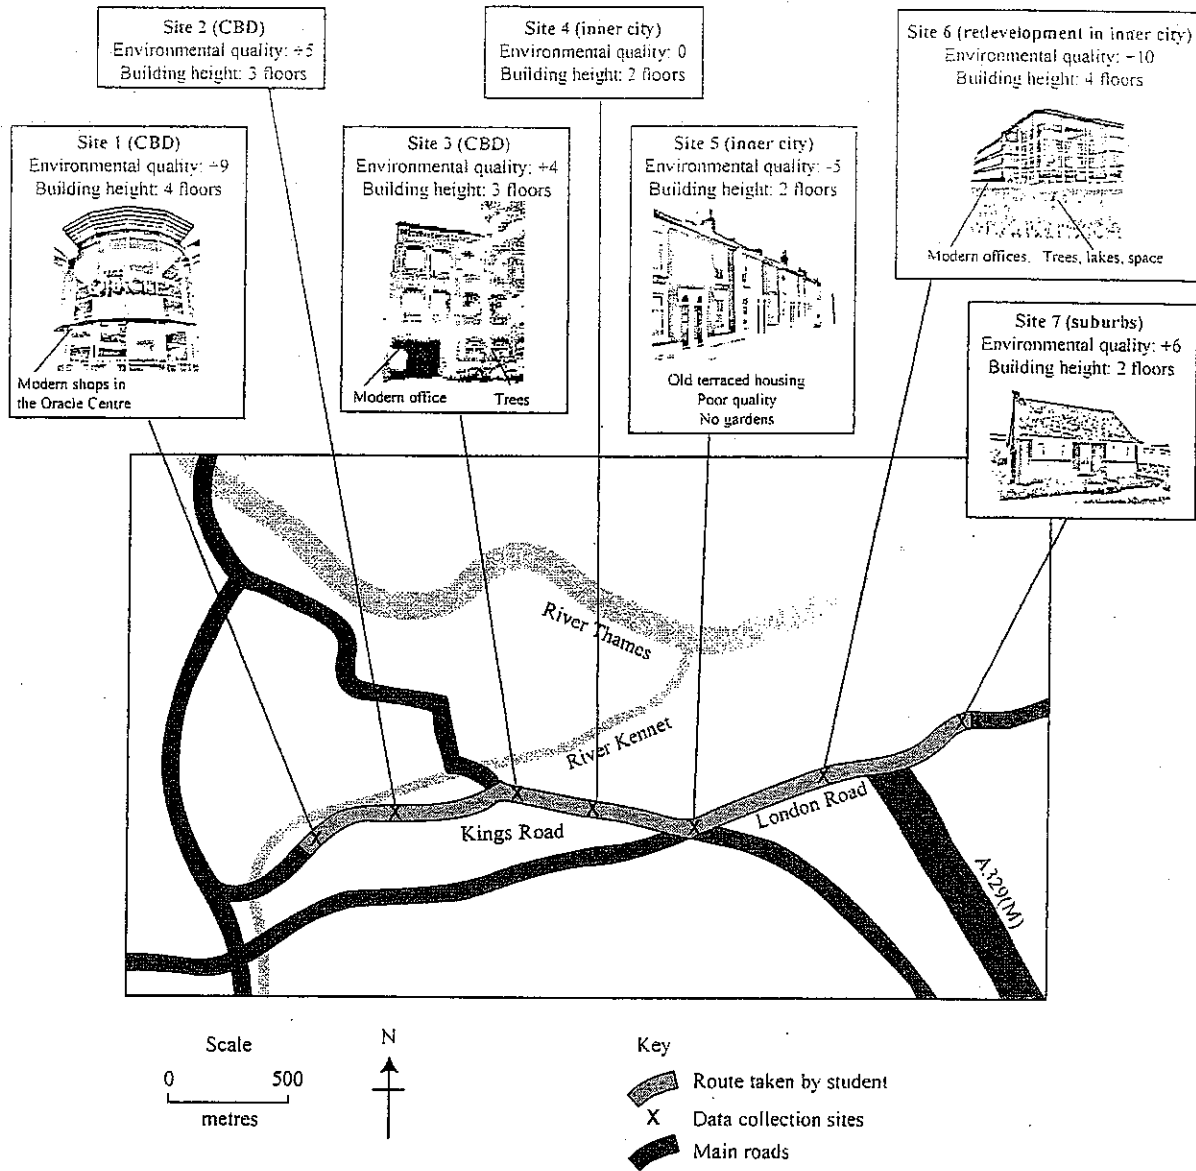 Site 2 (CBD)
Environmental quality: +5
Building height: 3 floors
Site 4 (inner city)
Environmental quality: 0
Building height: 2 floors
Site 6 (redevelopment in inner city)
Environmental quality:
Building height: 4 floors
Modern offices. Trees, lakes, space
Site 1 (CBD)
Environmental quality: +9
Building height: 4 floors
Modern shops in
the Oracle Centre
Site 3 (CBD)
Environmental quality: +4
Building height: 3 floors
Modern office
Trees
Site 5 (inner city)
Environmental quality: -5
Building height: 2 floors
Old terraced housing
Poor quality
No gardens
Site 7 (suburbs)
Environmental quality: +6
Building height: 2 floors
River Thames
River Kennet
Kings Road
London Road
A329(M)
Scale
0 500
metres
N
Key
Route taken by student
X Data collection sites
Main roads